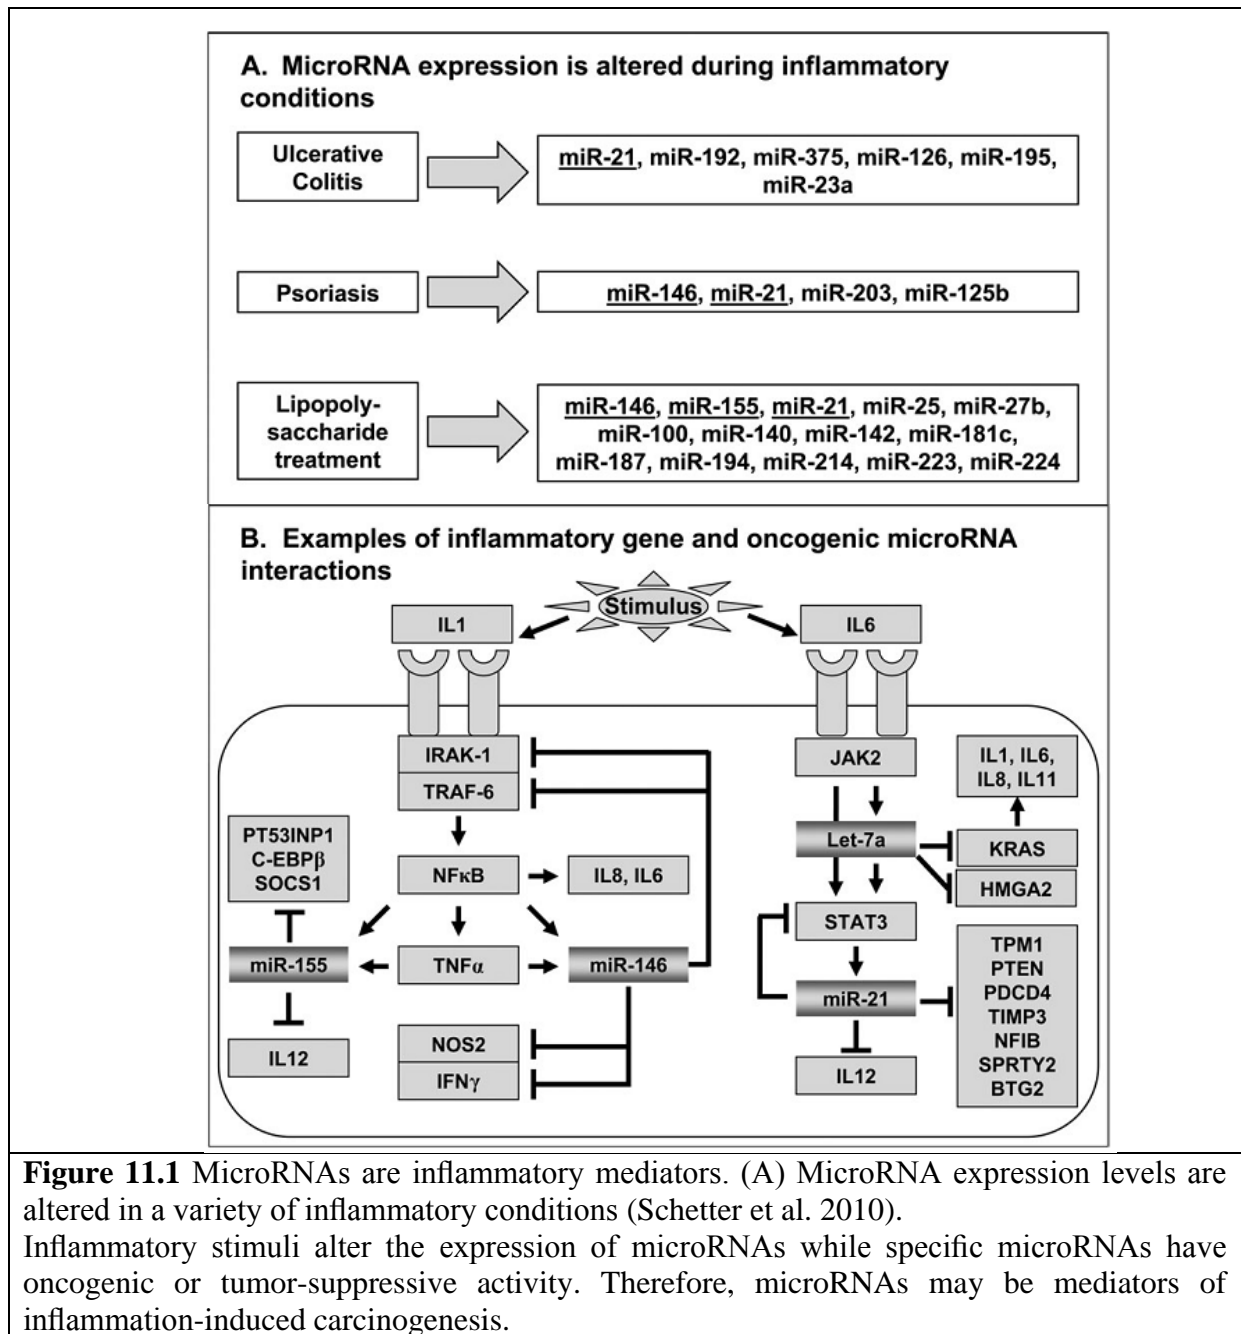 A. MicroRNA expression is altered during inflammatory
conditions
Ulcerative
Colitis
miR-21, miR-192, miR-375, miR-126, miR-195,
miR-23a
Psoriasis
miR-146, miR-21, miR-203, miR-125b
Lipopoly-
saccharide
treatment
miR-146, miR-155, miR-21, miR-25, miR-27b,
miR-100, miR-140, miR-142, miR-181c,
miR-187, miR-194, miR-214, miR-223, miR-224
B. Examples of inflammatory gene and oncogenic microRNA
interactions
Stimulus
IL1
IL6
IRAK-1
TRAF-6
PT53INP1
C-EBPβ
SOCS1
NFκB
IL8, IL6
miR-155
TNFα
miR-146
IL12
NOS2
IFNγ
JAK2
IL1, IL6,
IL8, IL11
Let-7a
KRAS
HMGA2
STAT3
miR-21
IL12
TPM1
PTEN
PDCD4
TIMP3
NFIB
SPRTY2
BTG2
Figure 11.1 MicroRNAs are inflammatory mediators. (A) MicroRNA expression levels are
altered in a variety of inflammatory conditions (Schetter et al. 2010).
Inflammatory stimuli alter the expression of microRNAs while specific microRNAs have
oncogenic or tumor-suppressive activity. Therefore, microRNAs may be mediators of
inflammation-induced carcinogenesis.